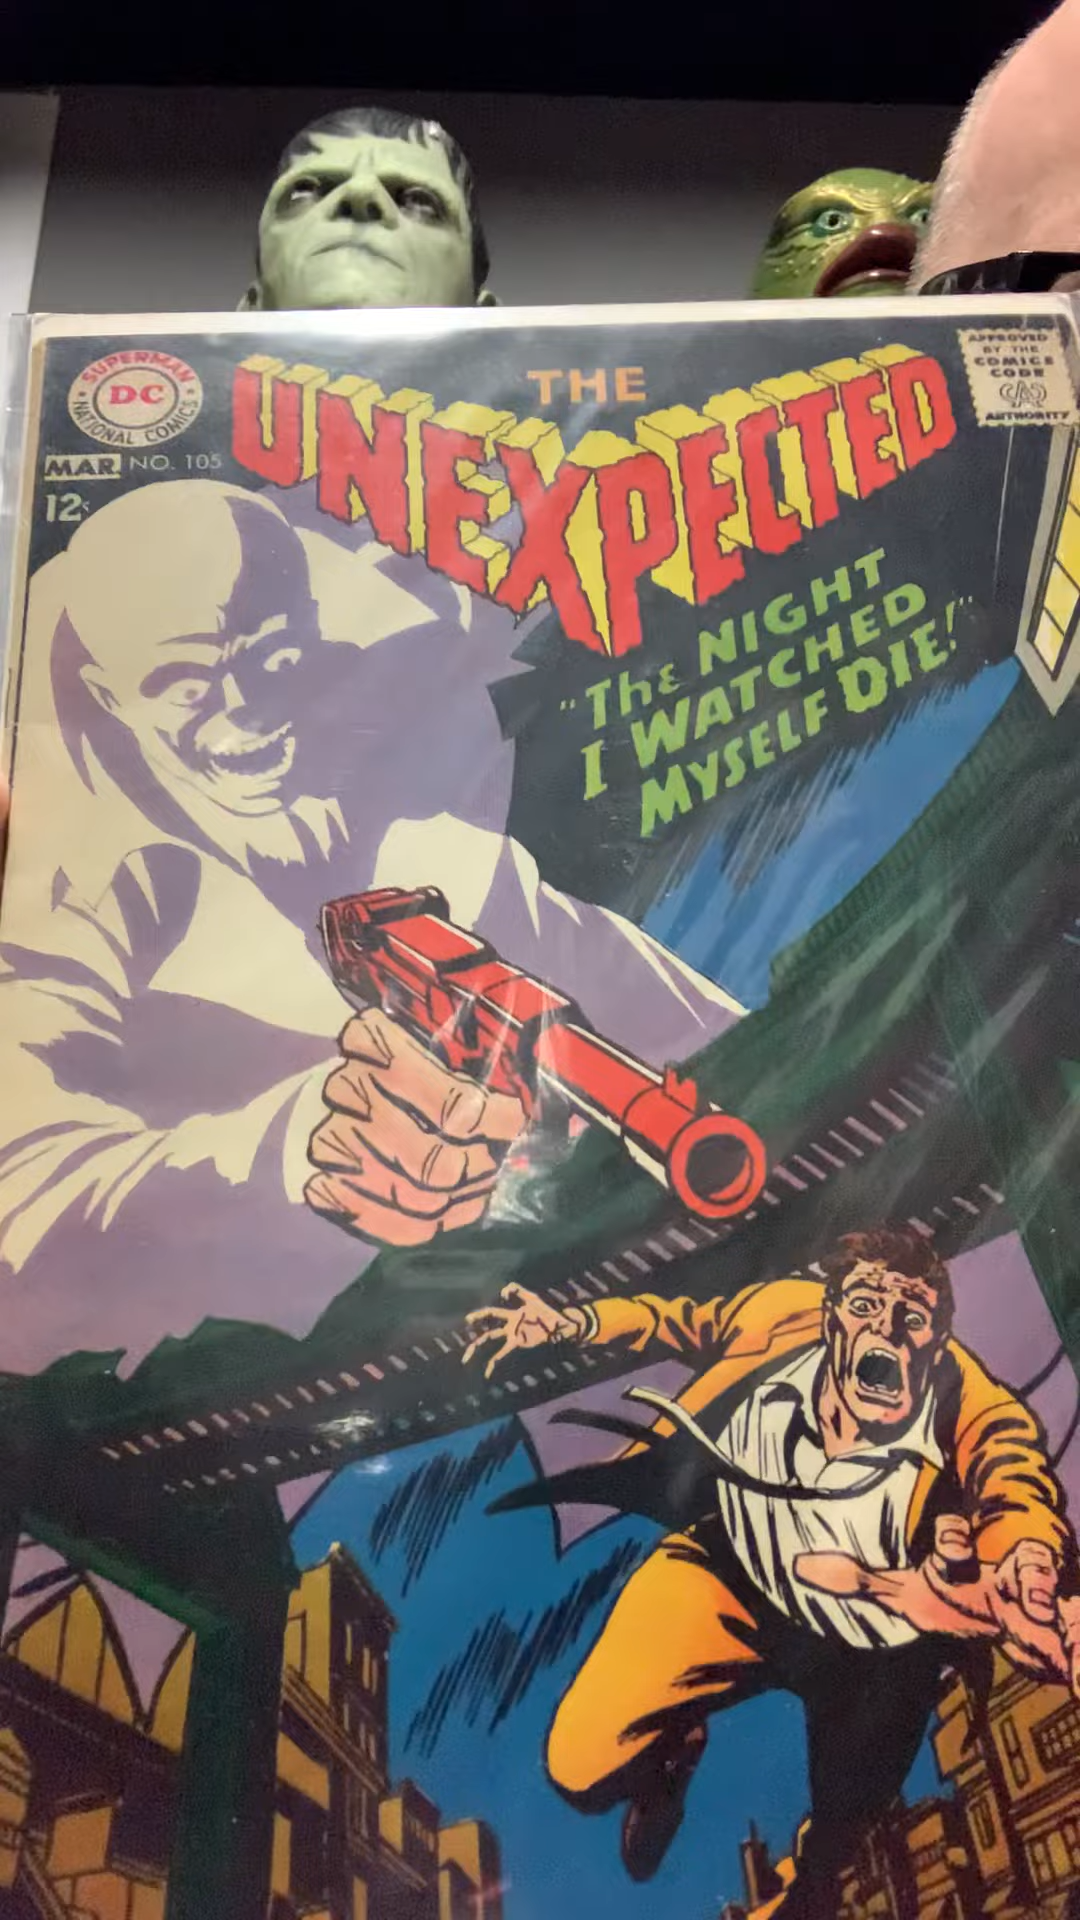 SUPERMAN
DC
NATIONAL COMICS
MAR. NO. 105
12¢
THE
UNEXPECTED
APPROVED
BY THE
COMICS
CODE
CA
AUTHORITY
"The NIGHT
I WATCHED
MYSELF DIE!"